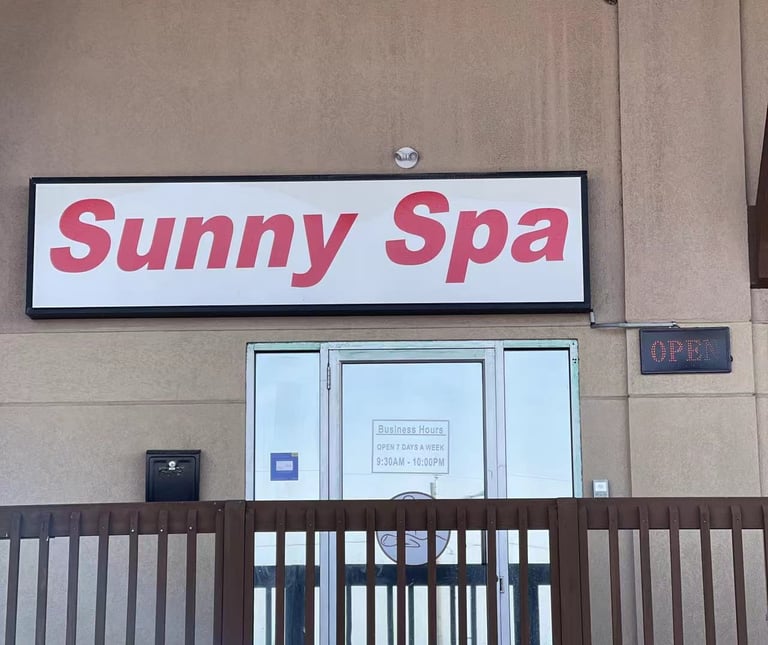 Sunny Spa
OPEN
Business Hours
OPEN 7 DAYS A WEEK
9:30AM - 10:00PM